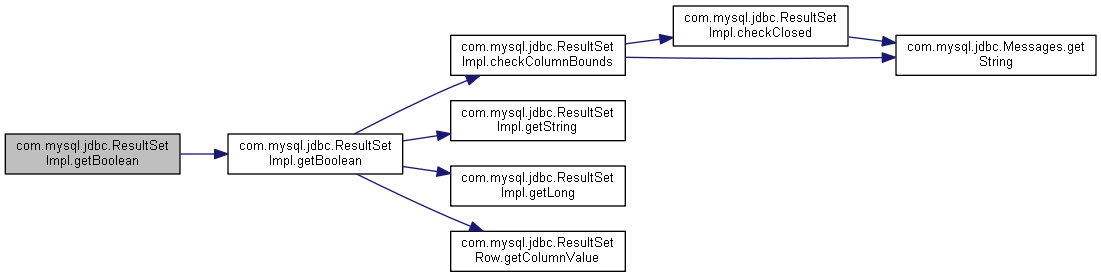 com.mysql.jdbc.ResultSet
Impl.getBoolean
com.mysql.jdbc.ResultSet
Impl.getBoolean
com.mysql.jdbc.ResultSet
Impl.checkColumnBounds
com.mysql.jdbc.ResultSet
Impl.checkClosed
com.mysql.jdbc.Messages.get
String
com.mysql.jdbc.ResultSet
Impl.getString
com.mysql.jdbc.ResultSet
Impl.getLong
com.mysql.jdbc.ResultSet
Row.getColumnValue